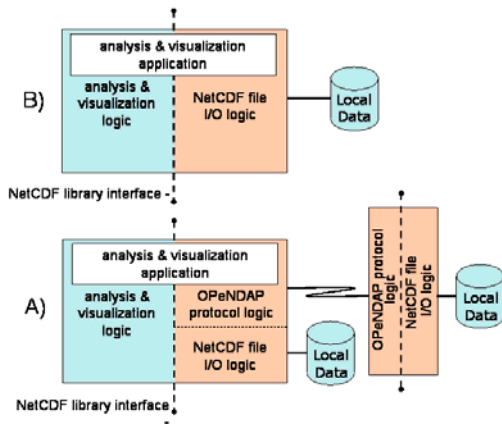 analysis & visualization
application
B)
analysis &
visualization
logic
NetCDF file
I/O logic
Local
Data
NetCDF library interface -
analysis & visualization
application
A)
analysis &
visualization
logic
OPeNDAP
protocol logic
NetCDF file
I/O logic
Local
Data
OPeNDAP protocol
logic
NetCDF file
I/O logic
Local
Data
NetCDF library interface
-